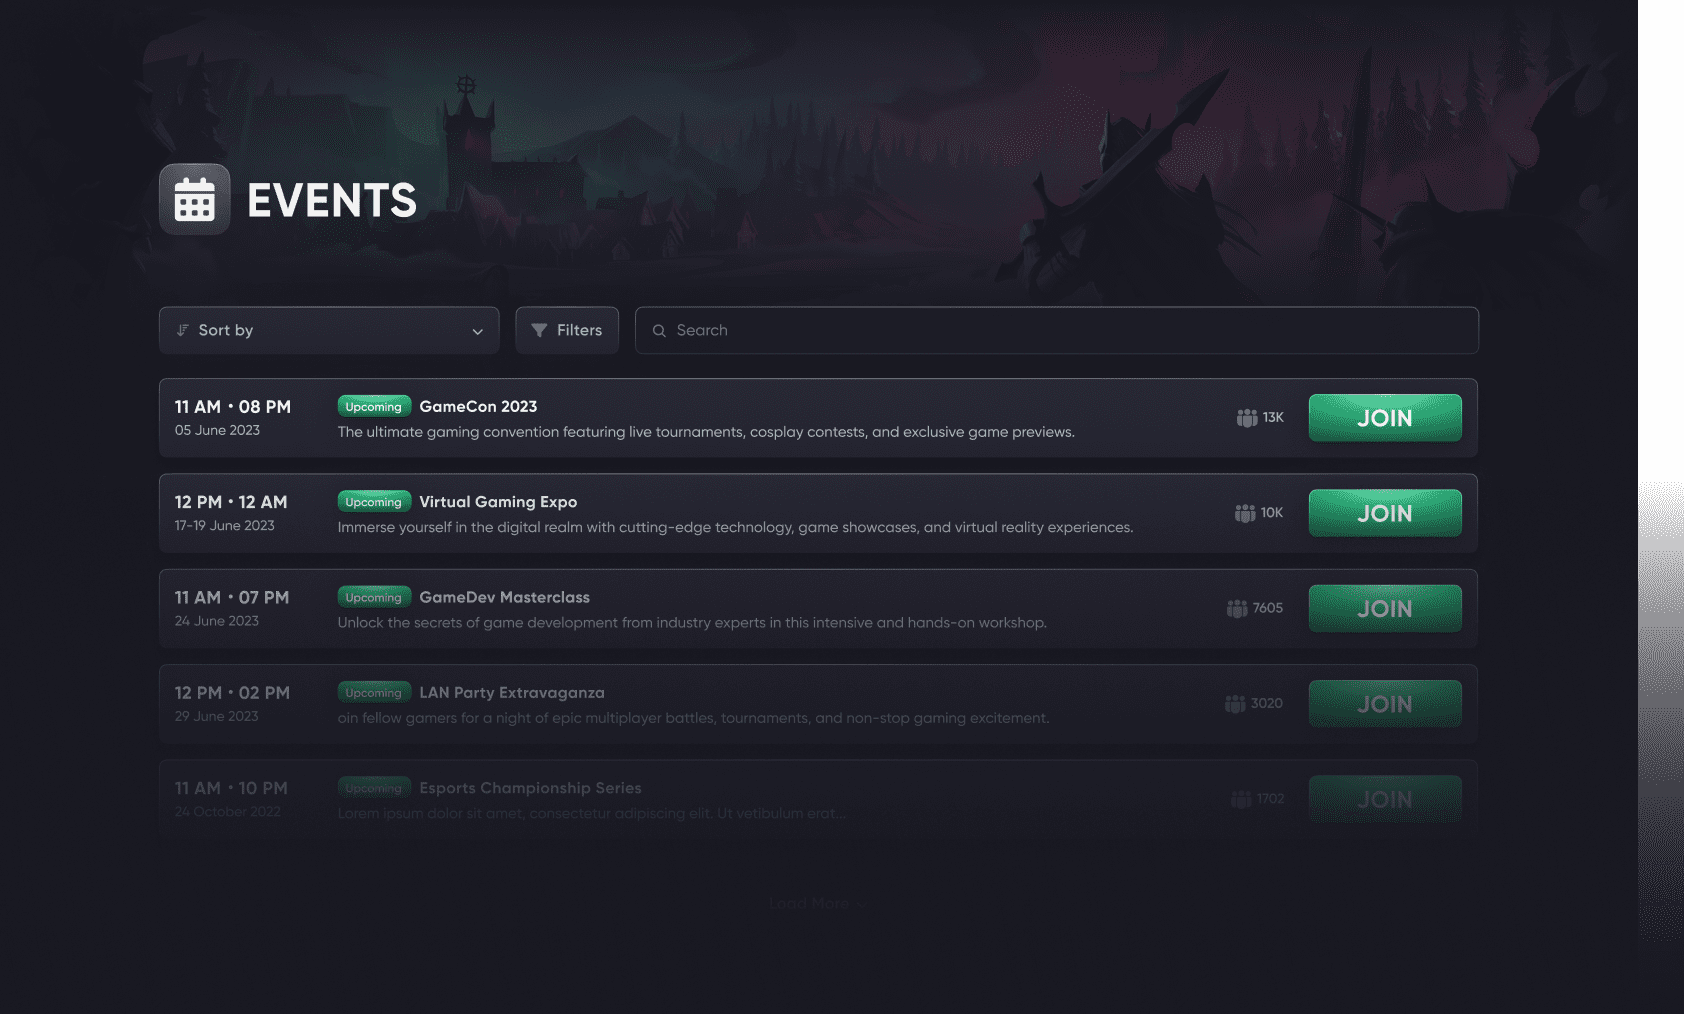 EVENTS
Sort by
Filters
Search
11 AM • 08 PM
05 June 2023
Upcoming
GameCon 2023
The ultimate gaming convention featuring live tournaments, cosplay contests, and exclusive game previews.
13K
JOIN
12 PM • 12 AM
17-19 June 2023
Upcoming
Virtual Gaming Expo
Immerse yourself in the digital realm with cutting-edge technology, game showcases, and virtual reality experiences.
10K
JOIN
11 AM • 07 PM
24 June 2023
Upcoming
GameDev Masterclass
Unlock the secrets of game development from industry experts in this intensive and hands-on workshop.
7605
JOIN
12 PM • 02 PM
29 June 2023
Upcoming
LAN Party Extravaganza
oin fellow gamers for a night of epic multiplayer battles, tournaments, and non-stop gaming excitement.
3020
JOIN
11 AM • 10 PM
24 October 2022
Upcoming
Esports Championship Series
Lorem ipsum dolor sit amet, consectetur adipiscing elit. Ut vetibulum erat...
1702
JOIN
Load More